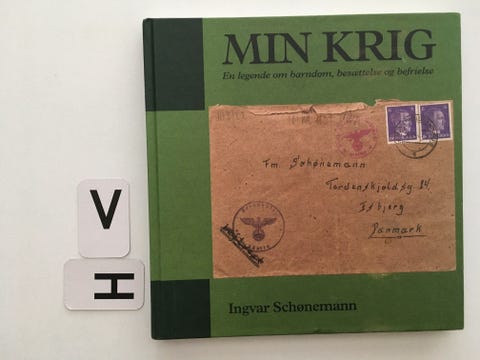 MIN KRIG
En legende om barndom, besættelse og befrielse
Fm Schønemann
Tordenskjoldsg. 14
Esbjerg
Danmark
Ingvar Schønemann
V
H